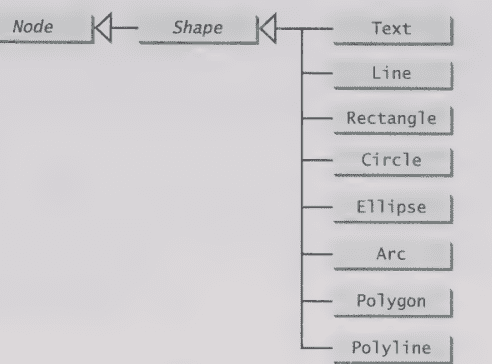 Node
Shape
Text
Line
Rectangle
Circle
Ellipse
Arc
Polygon
Polyline